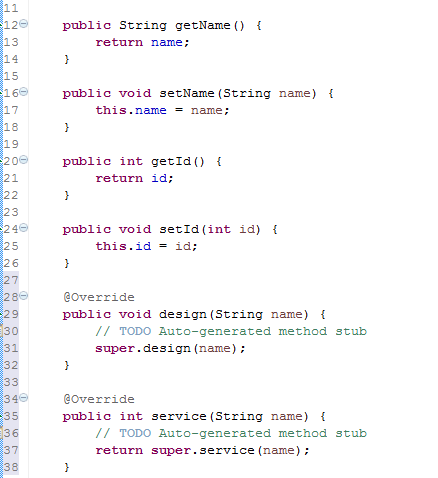 11
12 public String getName() {
13 return name;
14 }
15
16 public void setName(String name) {
17 this.name = name;
18 }
19
20 public int getId() {
21 return id;
22 }
23
24 public void setId(int id) {
25 this.id = id;
26 }
27
28 @Override
29 public void design(String name) {
30 // TODO Auto-generated method stub
31 super.design(name);
32 }
33
34 @Override
35 public int service(String name) {
36 // TODO Auto-generated method stub
37 return super.service(name);
38 }